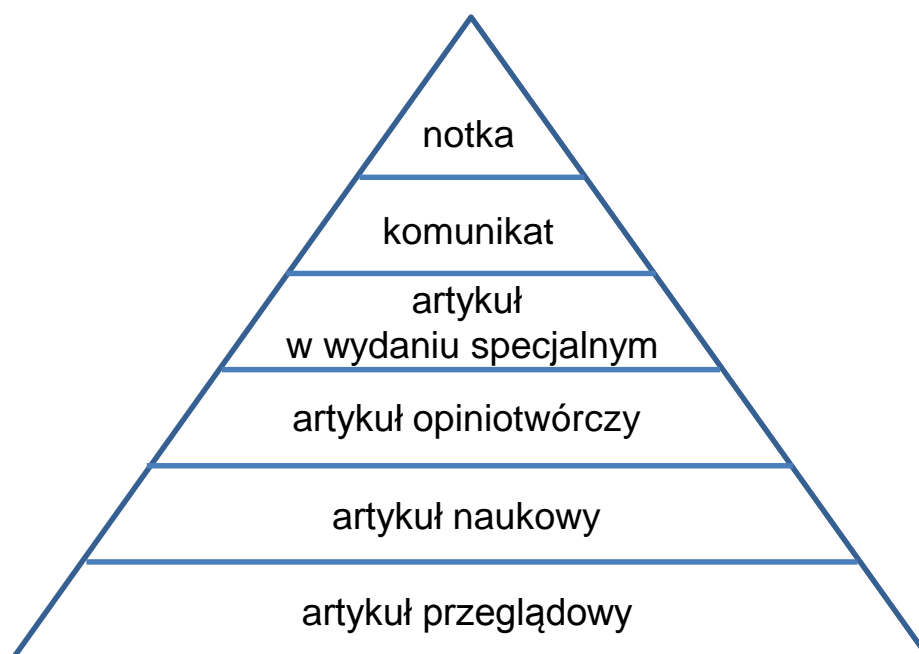 notka
komunikat
artykuł
w wydaniu specjalnym
artykuł opiniotwórczy
artykuł naukowy
artykuł przeglądowy